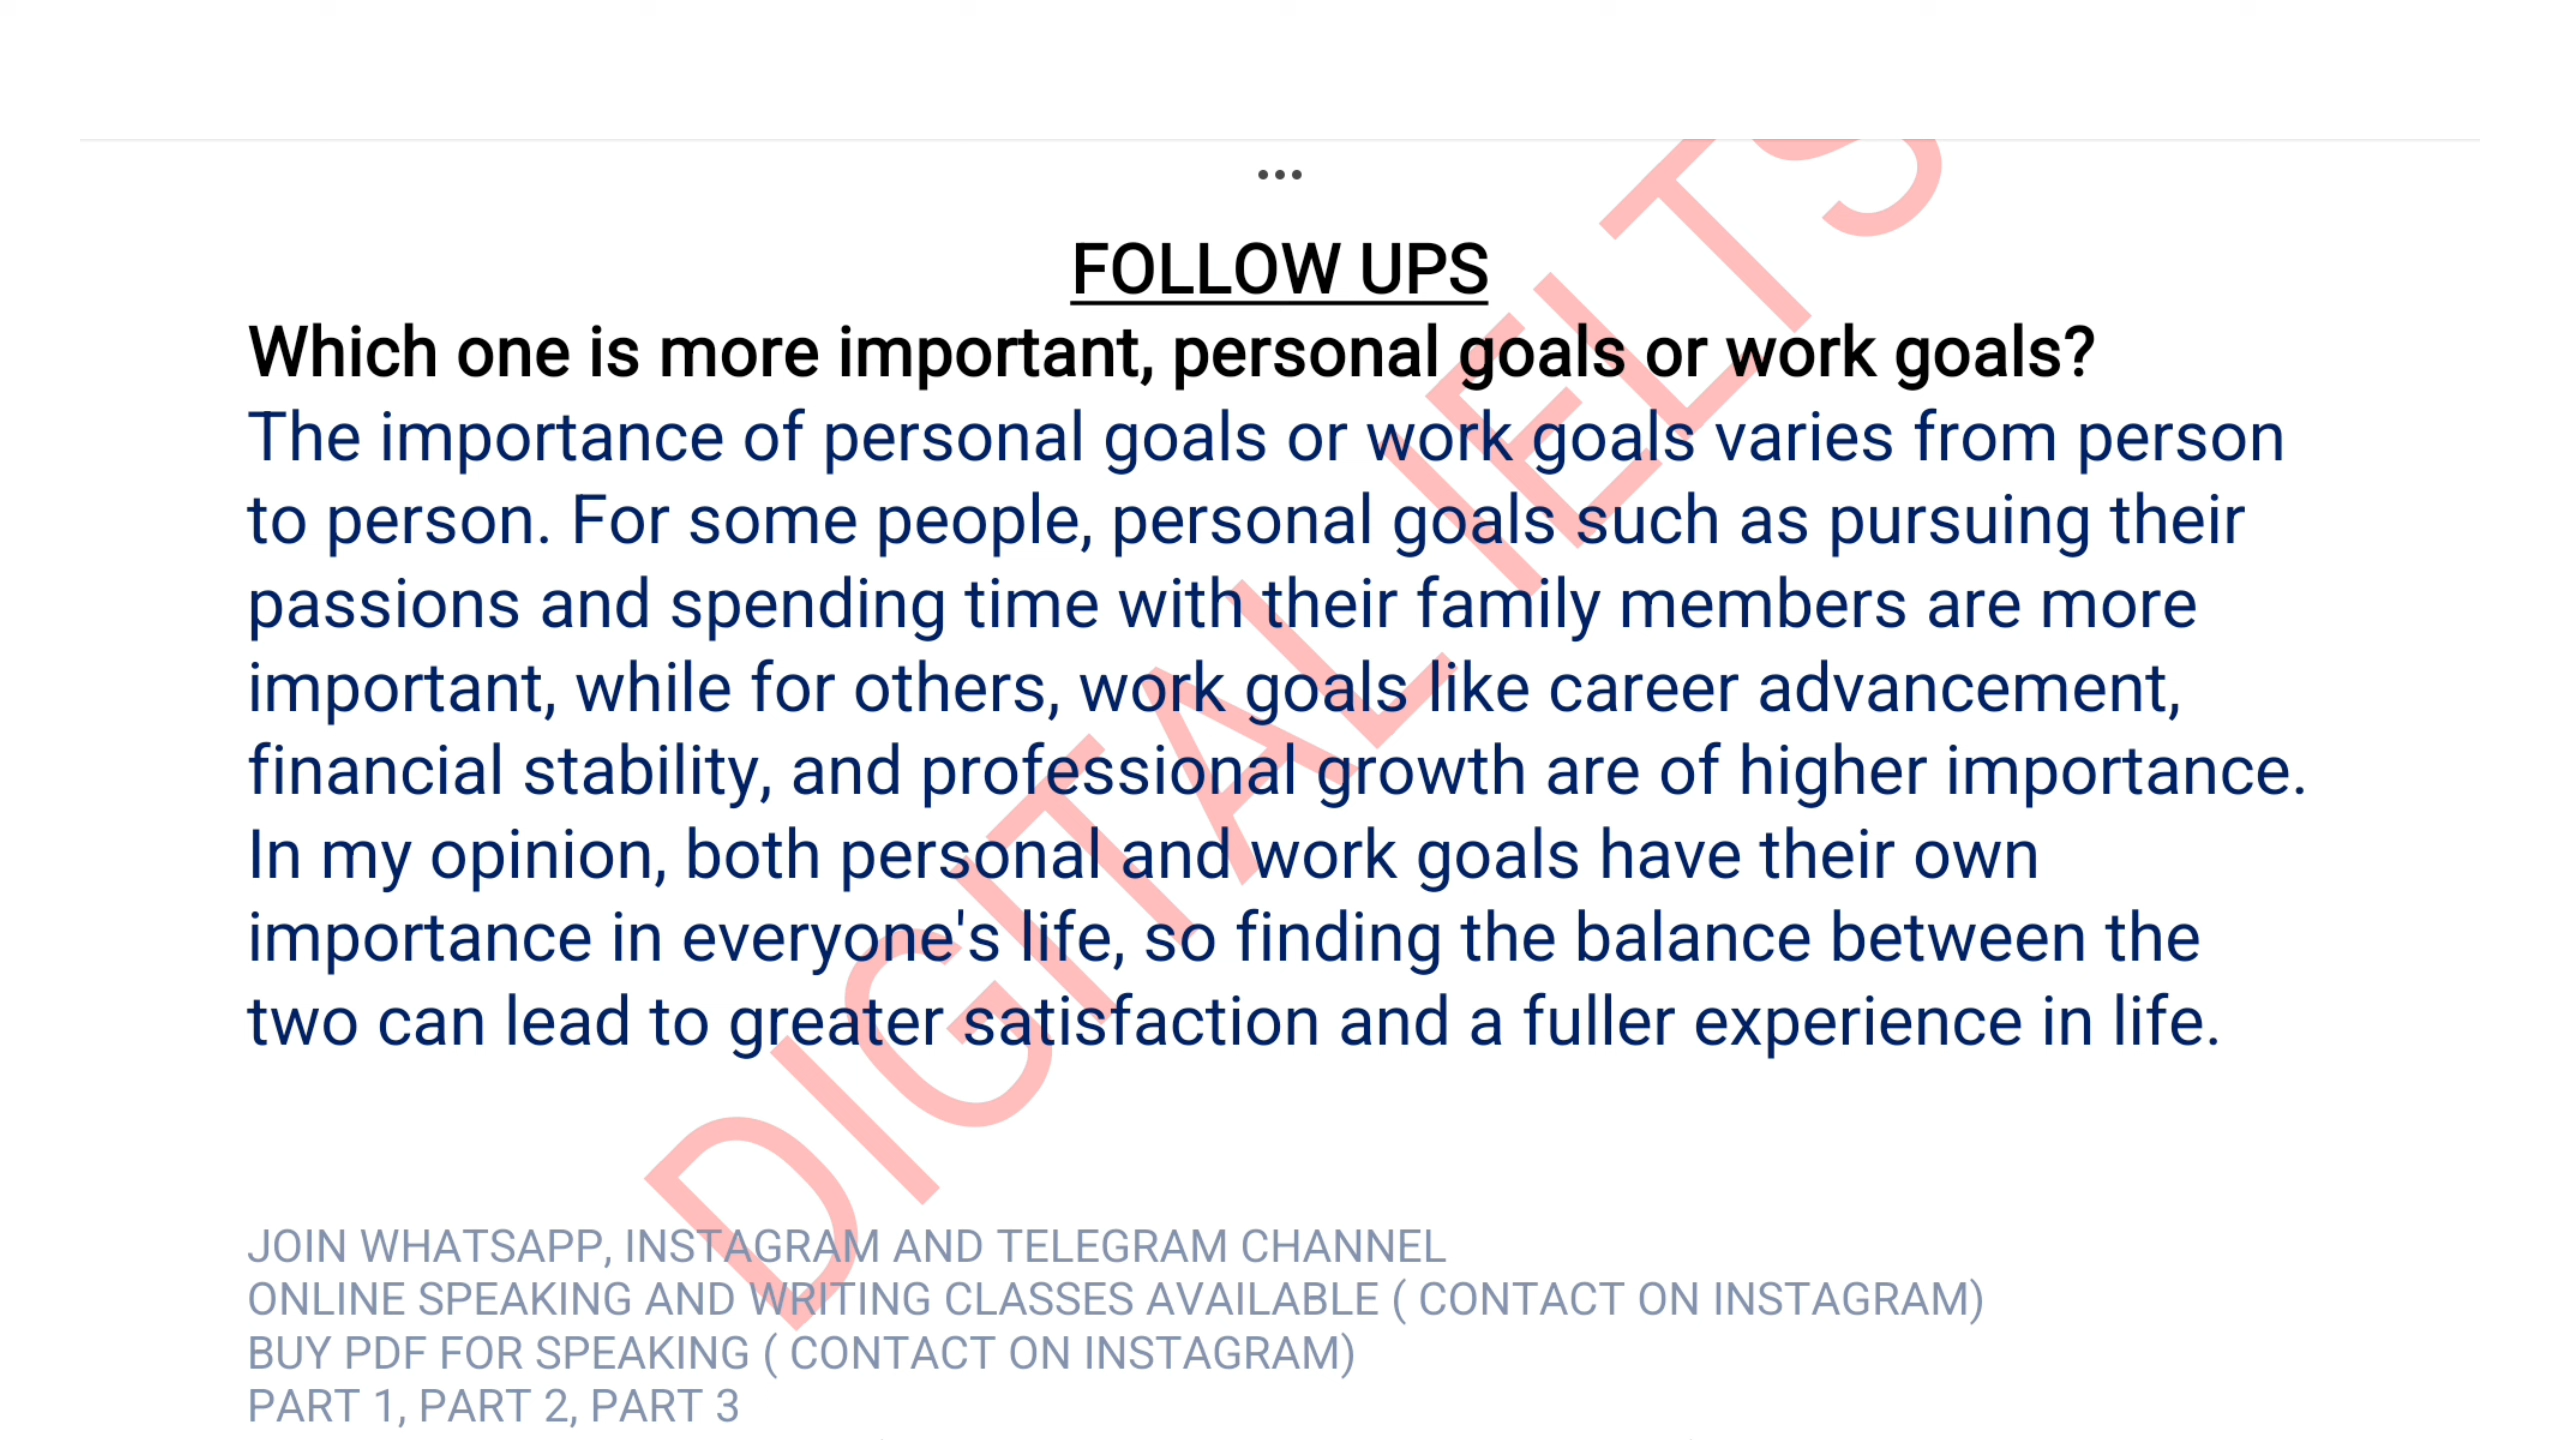 FOLLOW UPS
Which one is more important, personal goals or work goals?
The importance of personal goals or work goals varies from person
to person. For some people, personal goals such as pursuing their
passions and spending time with their family members are more
important, while for others, work goals like career advancement,
financial stability, and professional growth are of higher importance.
In my opinion, both personal and work goals have their own
importance in everyone's life, so finding the balance between the
two can lead to greater satisfaction and a fuller experience in life.
DIGITAL IELTS
JOIN WHATSAPP, INSTAGRAM AND TELEGRAM CHANNEL
ONLINE SPEAKING AND WRITING CLASSES AVAILABLE ( CONTACT ON INSTAGRAM)
BUY PDF FOR SPEAKING ( CONTACT ON INSTAGRAM)
PART 1, PART 2, PART 3